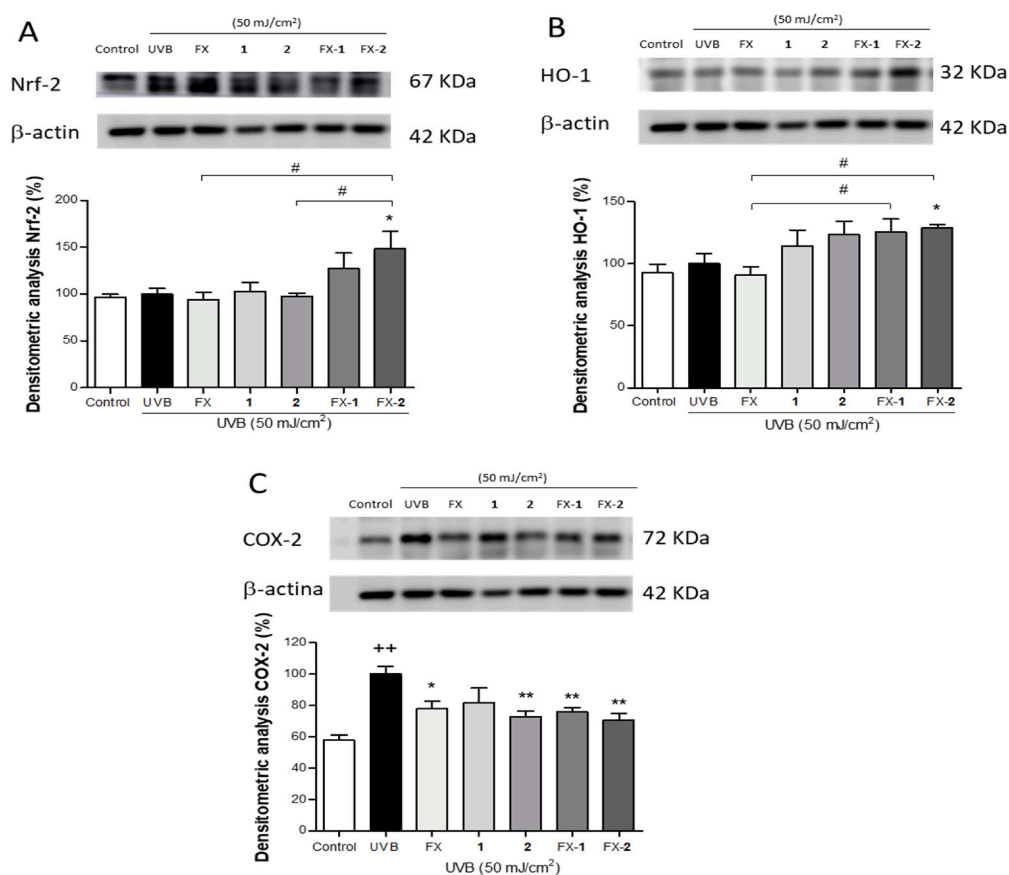 A
(50 mJ/cm²)
Control UVB FX 1 2 FX-1 FX-2
Nrf-2 67 KDa
β-actin 42 KDa
#
#
*
Densitometric analysis Nrf-2 (%)
200
150
100
50
0
Control UVB FX 1 2 FX-1 FX-2
UVB (50 mJ/cm²)
B
(50 mJ/cm²)
Control UVB FX 1 2 FX-1 FX-2
HO-1 32 KDa
β-actin 42 KDa
#
#
*
Densitometric analysis HO-1 (%)
150
100
50
0
Control UVB FX 1 2 FX-1 FX-2
UVB (50 mJ/cm²)
C
(50 mJ/cm²)
Control UVB FX 1 2 FX-1 FX-2
COX-2 72 KDa
β-actina 42 KDa
Densitometric analysis COX-2 (%)
120
100
80
60
40
20
0
++
* ** ** **
Control UVB FX 1 2 FX-1 FX-2
UVB (50 mJ/cm²)